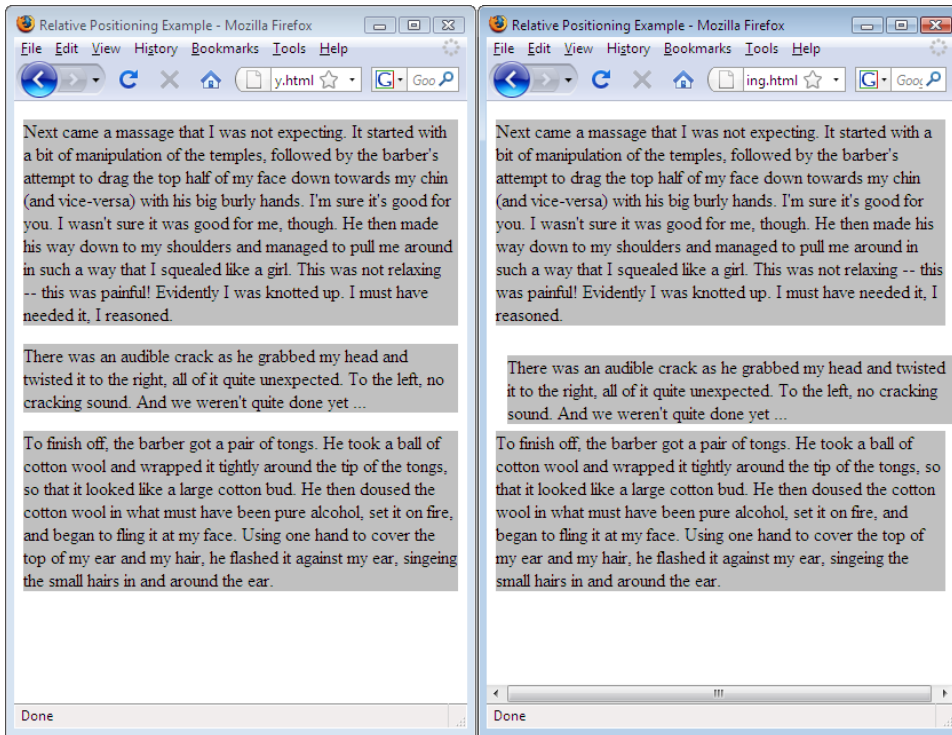 Relative Positioning Example - Mozilla Firefox
File Edit View History Bookmarks Tools Help
y.html
G
Goo
Next came a massage that I was not expecting. It started with
a bit of manipulation of the temples, followed by the barber's
attempt to drag the top half of my face down towards my chin
(and vice-versa) with his big burly hands. I'm sure it's good for
you. I wasn't sure it was good for me, though. He then made
his way down to my shoulders and managed to pull me around
in such a way that I squealed like a girl. This was not relaxing
-- this was painful! Evidently I was knotted up. I must have
needed it, I reasoned.
There was an audible crack as he grabbed my head and
twisted it to the right, all of it quite unexpected. To the left, no
cracking sound. And we weren't quite done yet ...
To finish off, the barber got a pair of tongs. He took a ball of
cotton wool and wrapped it tightly around the tip of the tongs,
so that it looked like a large cotton bud. He then doused the
cotton wool in what must have been pure alcohol, set it on fire,
and began to fling it at my face. Using one hand to cover the
top of my ear and my hair, he flashed it against my ear, singeing
the small hairs in and around the ear.
Done
Relative Positioning Example - Mozilla Firefox
File Edit View History Bookmarks Tools Help
ing.html
G
Goo
Next came a massage that I was not expecting. It started with a
bit of manipulation of the temples, followed by the barber's
attempt to drag the top half of my face down towards my chin
(and vice-versa) with his big burly hands. I'm sure it's good for
you. I wasn't sure it was good for me, though. He then made
his way down to my shoulders and managed to pull me around in
such a way that I squealed like a girl. This was not relaxing -- this
was painful! Evidently I was knotted up. I must have needed it, I
reasoned.
There was an audible crack as he grabbed my head and twisted
it to the right, all of it quite unexpected. To the left, no cracking
sound. And we weren't quite done yet ...
To finish off, the barber got a pair of tongs. He took a ball of
cotton wool and wrapped it tightly around the tip of the tongs, so
that it looked like a large cotton bud. He then doused the cotton
wool in what must have been pure alcohol, set it on fire, and
began to fling it at my face. Using one hand to cover the top of
my ear and my hair, he flashed it against my ear, singeing the
small hairs in and around the ear.
Done